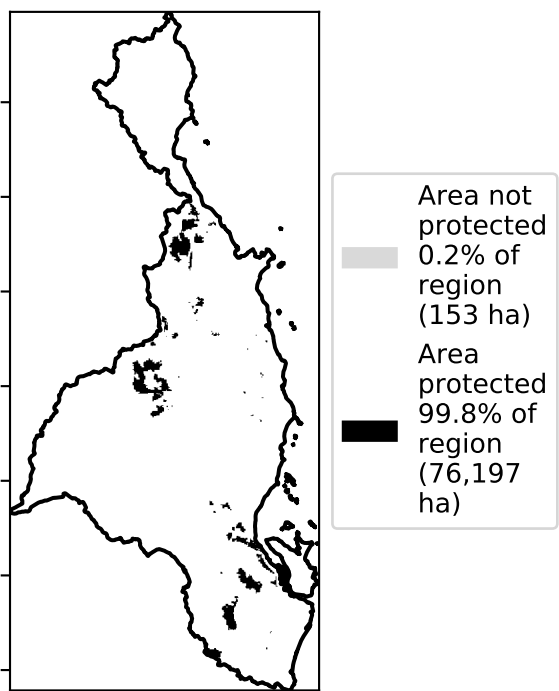 Area not
protected
0.2% of
region
(153 ha)
Area
protected
99.8% of
region
(76,197
ha)